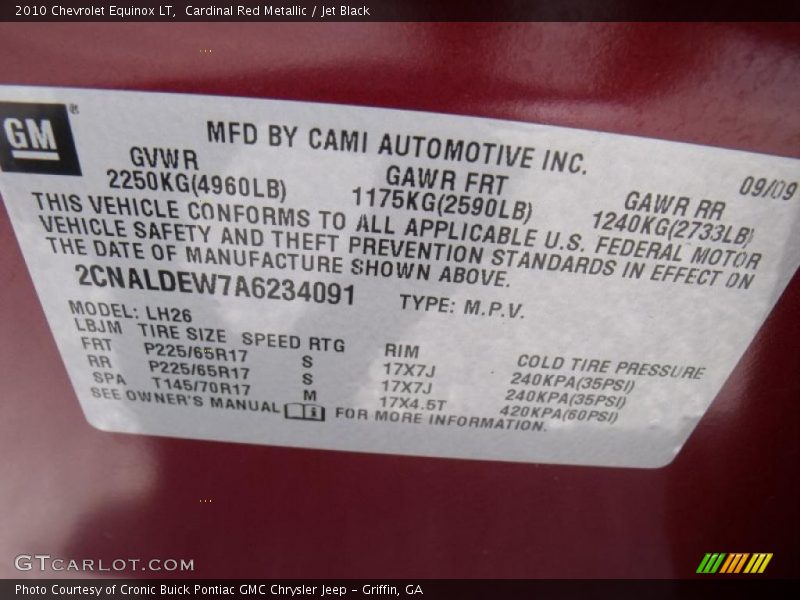 2010 Chevrolet Equinox LT, Cardinal Red Metallic / Jet Black
GM®
MFD BY CAMI AUTOMOTIVE INC.
GVWR GAWR FRT GAWR RR 09/09
2250KG(4960LB) 1175KG(2590LB) 1240KG(2733LB)
THIS VEHICLE CONFORMS TO ALL APPLICABLE U.S. FEDERAL MOTOR
VEHICLE SAFETY AND THEFT PREVENTION STANDARDS IN EFFECT ON
THE DATE OF MANUFACTURE SHOWN ABOVE.
2CNALDEW7A6234091 TYPE: M.P.V.
MODEL: LH26
LBJM TIRE SIZE SPEED RTG RIM COLD TIRE PRESSURE
FRT P225/65R17 S 17X7J 240KPA(35PSI)
RR P225/65R17 S 17X7J 240KPA(35PSI)
SPA T145/70R17 M 17X4.5T 420KPA(60PSI)
SEE OWNER'S MANUAL FOR MORE INFORMATION.
GTcarlot.com
Photo Courtesy of Cronic Buick Pontiac GMC Chrysler Jeep - Griffin, GA